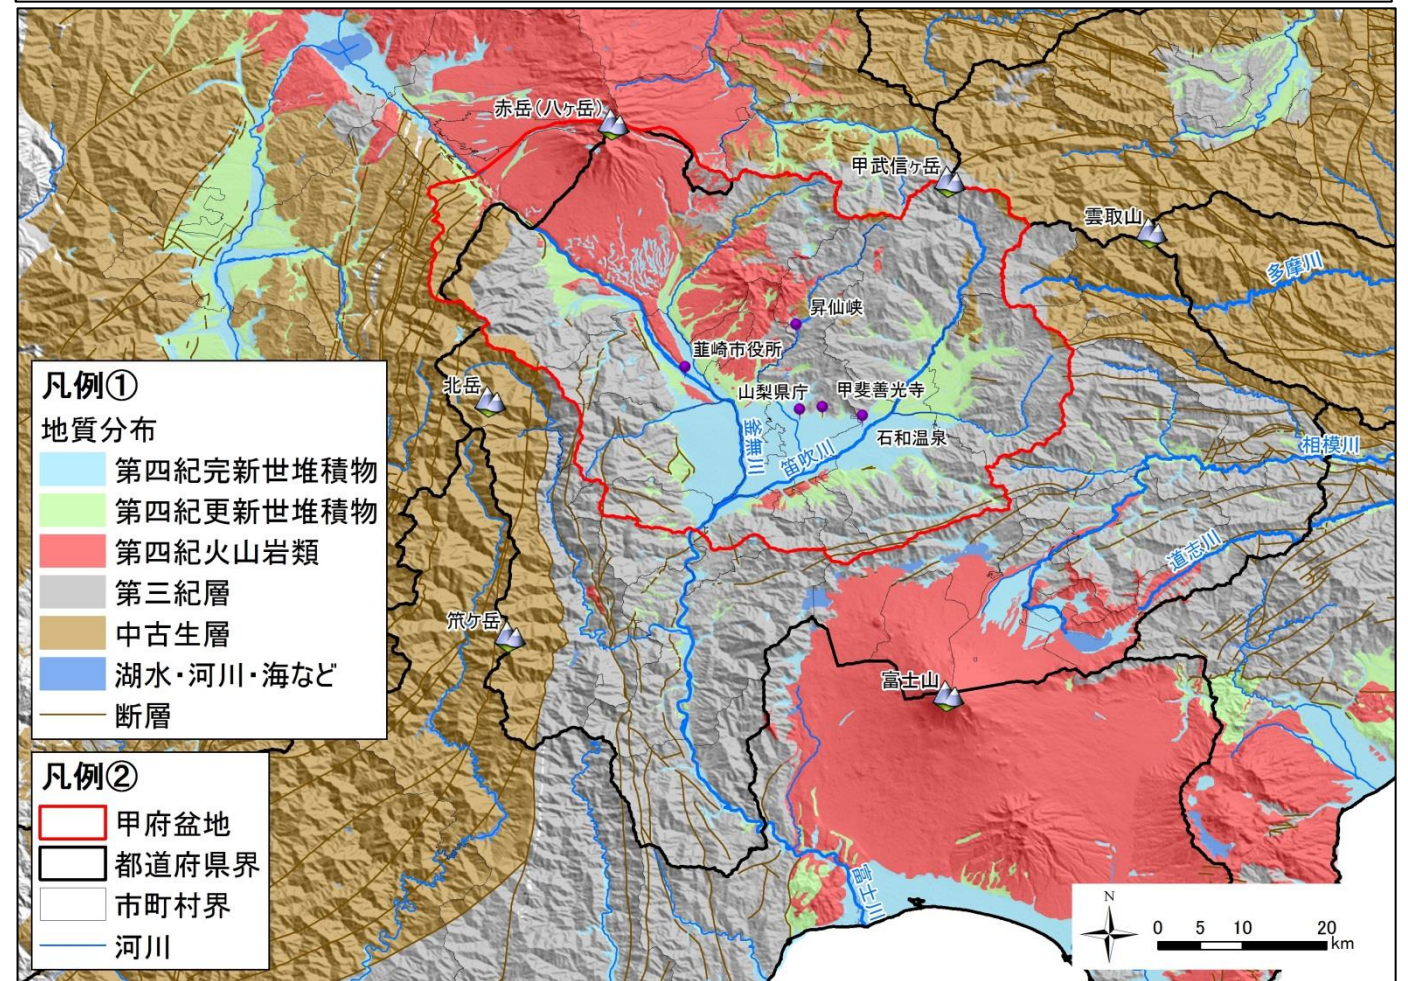 赤岳(八ヶ岳)
甲武信ヶ岳
雲取山
多摩川
昇仙峡
韮崎市役所
北岳
山梨県庁
甲斐善光寺
石和温泉
釜無川
笛吹川
相模川
道志川
笊ケ岳
富士山
富士川
凡例①
地質分布
第四紀完新世堆積物
第四紀更新世堆積物
第四紀火山岩類
第三紀層
中古生層
湖水・河川・海など
断層
凡例②
甲府盆地
都道府県界
市町村界
河川
N
0 5 10 20
km